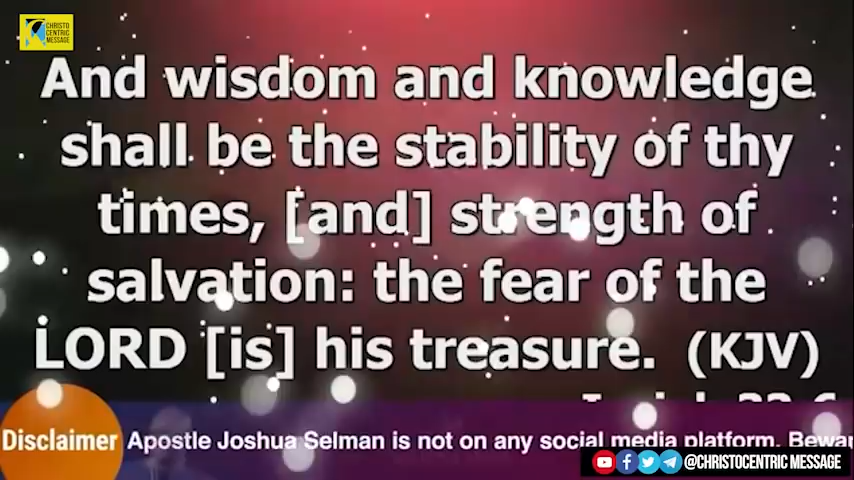 CHRISTO
CENTRIC
MESSAGE
And wisdom and knowledge
shall be the stability of thy
times, [and] strength of
salvation: the fear of the
LORD [is] his treasure. (KJV)
Disclaimer
Apostle Joshua Selman is not on any social media platform.
@CHRISTOCENTRIC MESSAGE